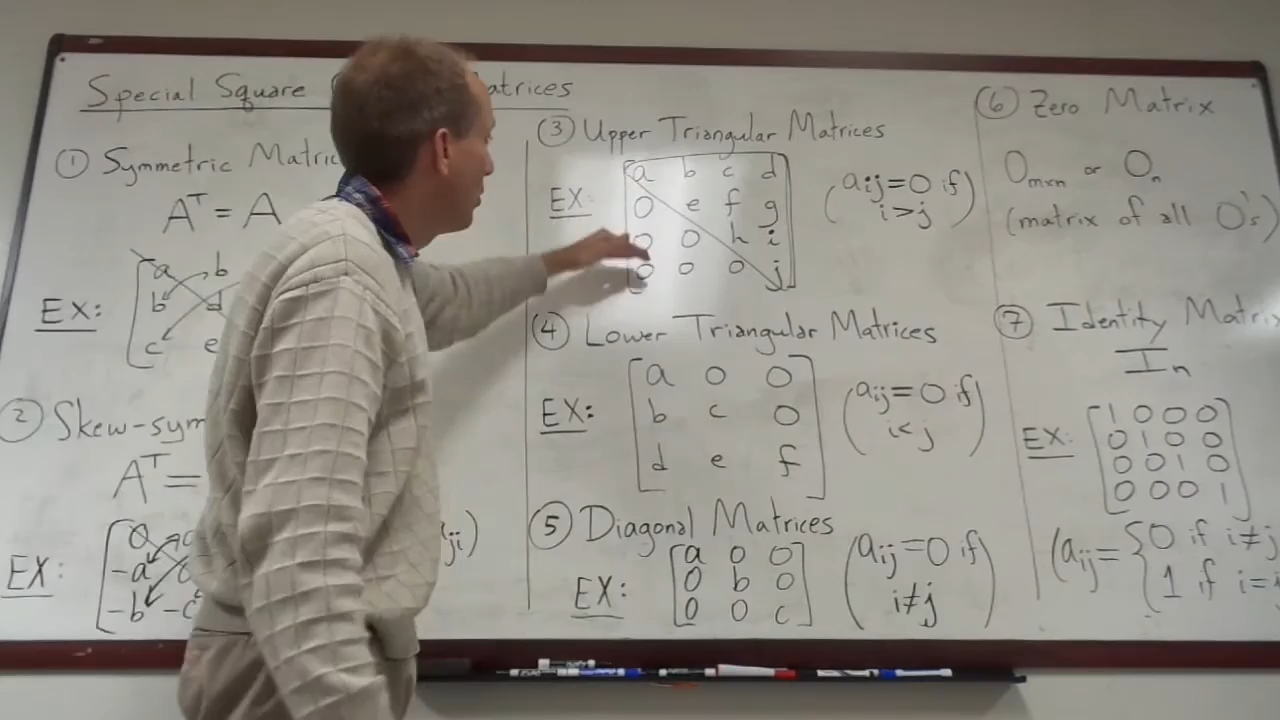 Special Square Matrices
① Symmetric
Aᵀ = A
EX: [a b
b d
c e
② Skew-sym
Aᵀ =
EX: [0
-a
-b -c
③ Upper Triangular Matrices
EX: [a b c d]
[0 e f g]
[0 0 h i]
[0 0 0 j]
(aᵢⱼ=0 if
i>j)
④ Lower Triangular Matrices
EX: [a 0 0]
[b c 0]
[d e f]
(aᵢⱼ=0 if
i<j)
⑤ Diagonal Matrices
EX: [a 0 0]
[0 b 0]
[0 0 c]
(aᵢⱼ=0 if
i≠j)
⑥ Zero Matrix
0ₘₓₙ or 0ₙ
(matrix of all 0's)
⑦ Identity Matrix
Iₙ
EX: [1 0 0 0]
[0 1 0 0]
[0 0 1 0]
[0 0 0 1]
(aᵢⱼ= {0 if i≠j
1 if i=